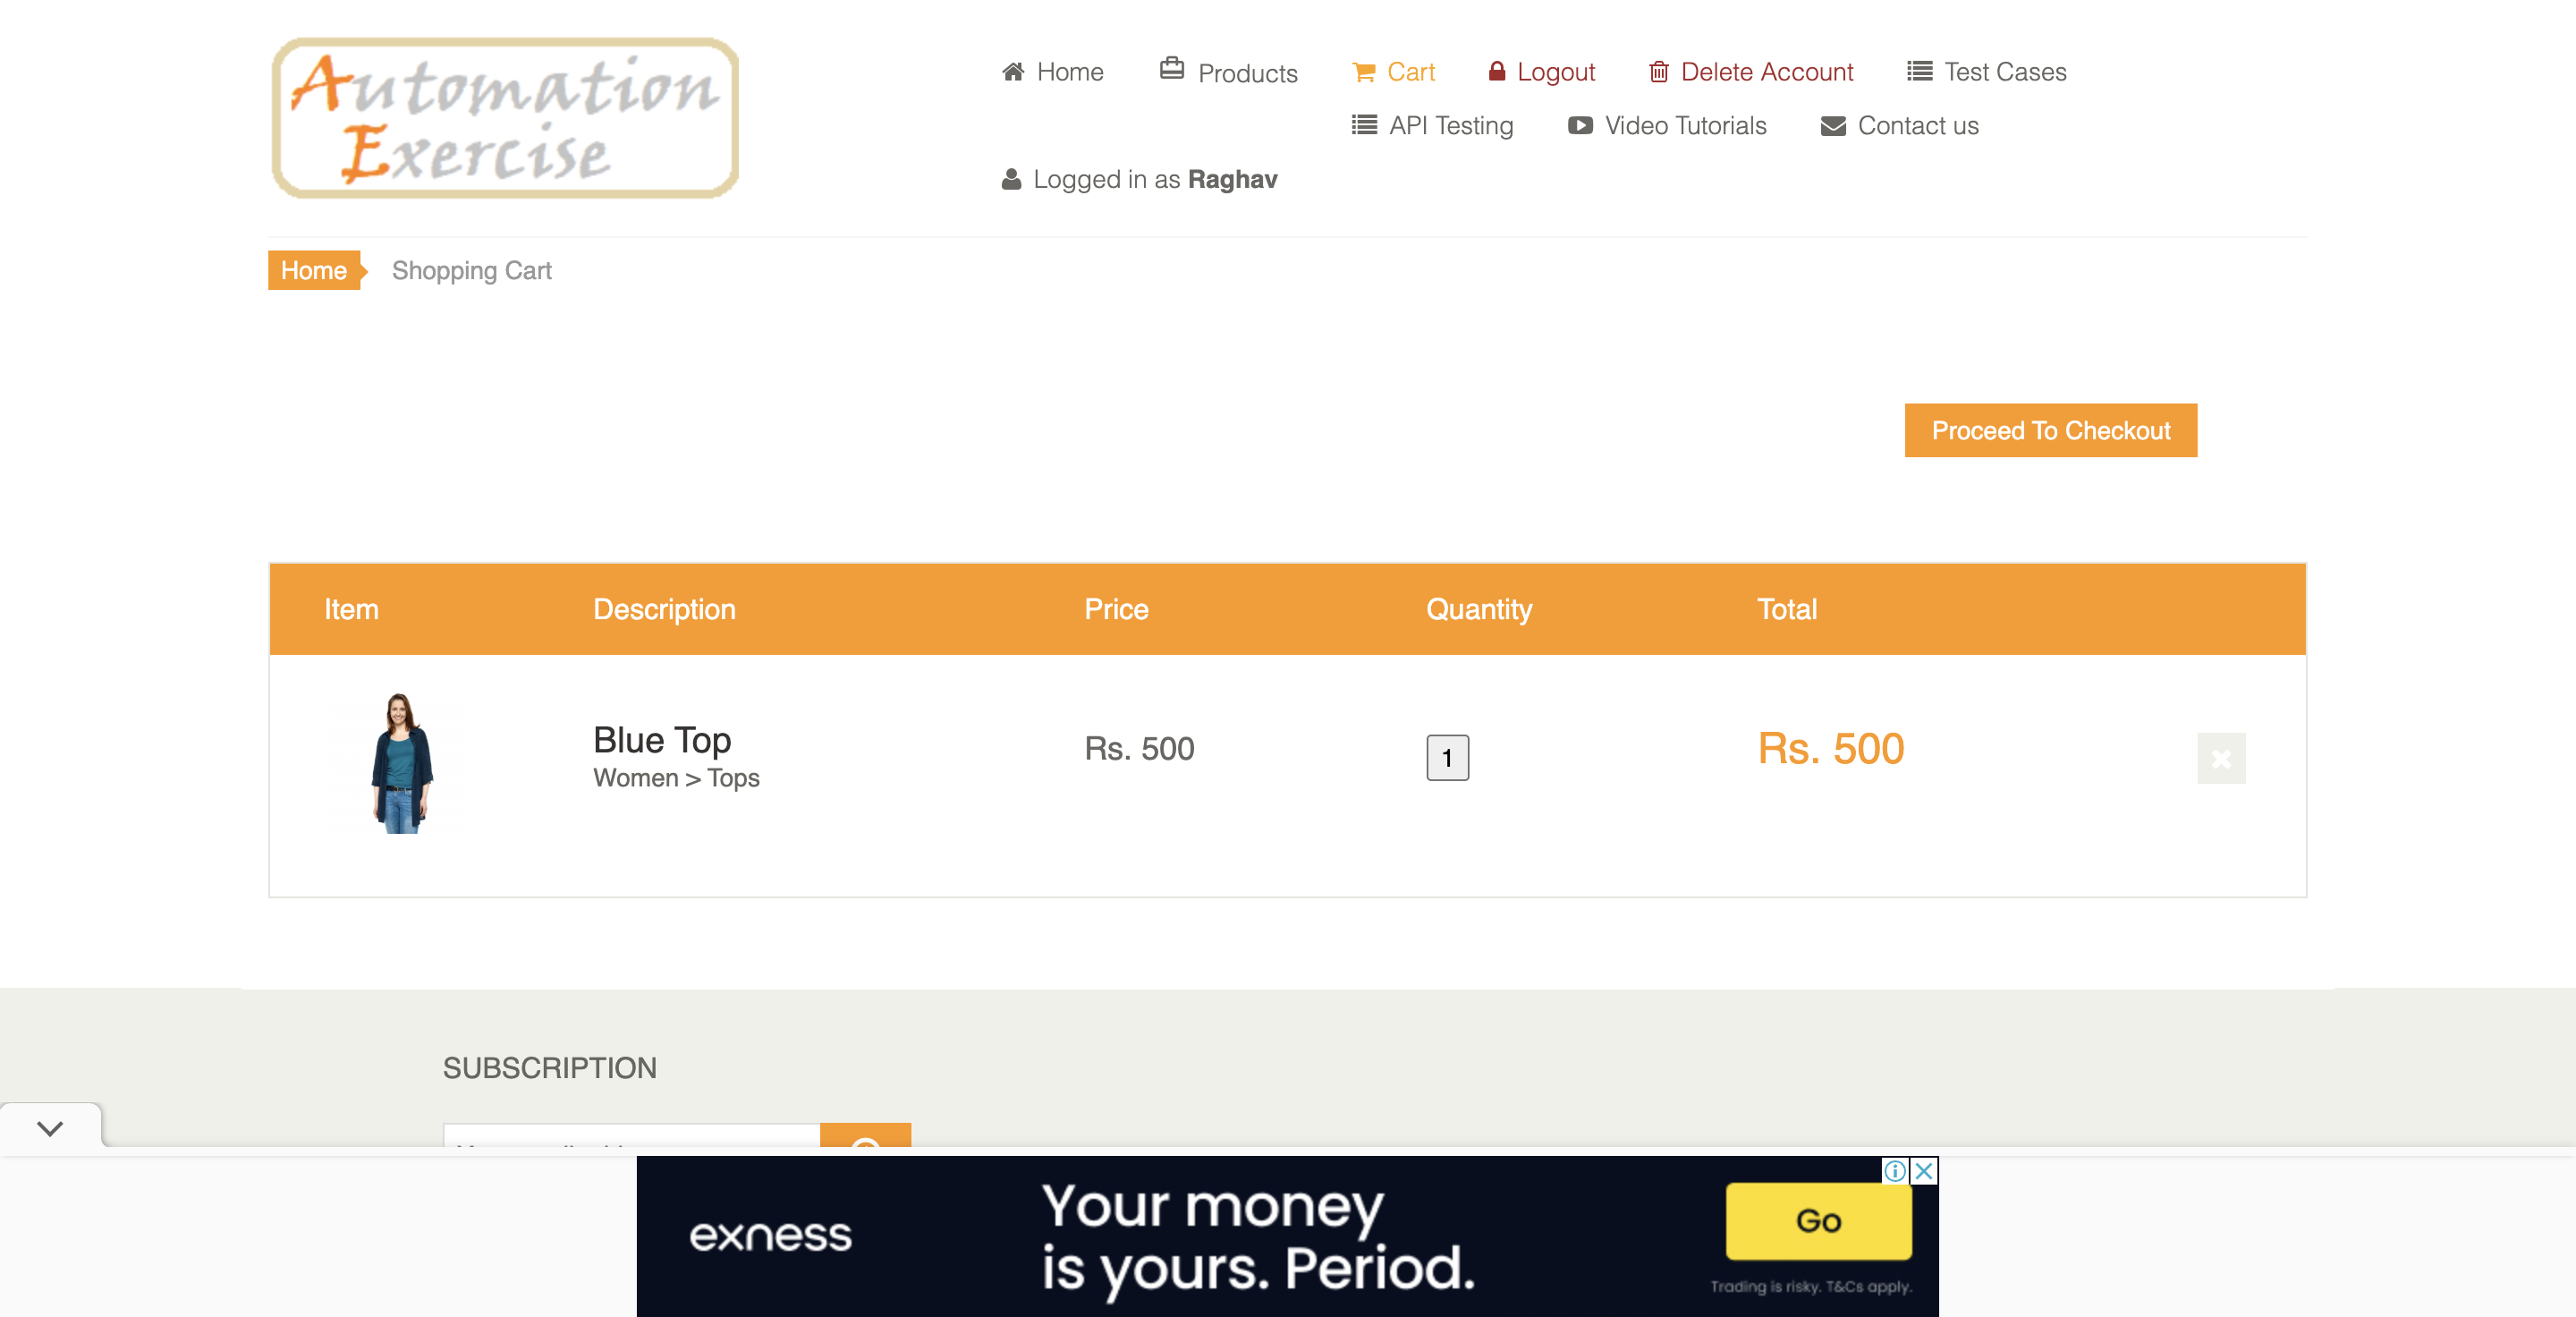 Automation
Exercise
Home Products Cart Logout Delete Account Test Cases
API Testing Video Tutorials Contact us
Logged in as Raghav
Home Shopping Cart
Proceed To Checkout
Item Description Price Quantity Total
Blue Top
Women > Tops
Rs. 500
1
Rs. 500
SUBSCRIPTION
exness
Your money
is yours. Period.
Go
Trading is risky. T&Cs apply.